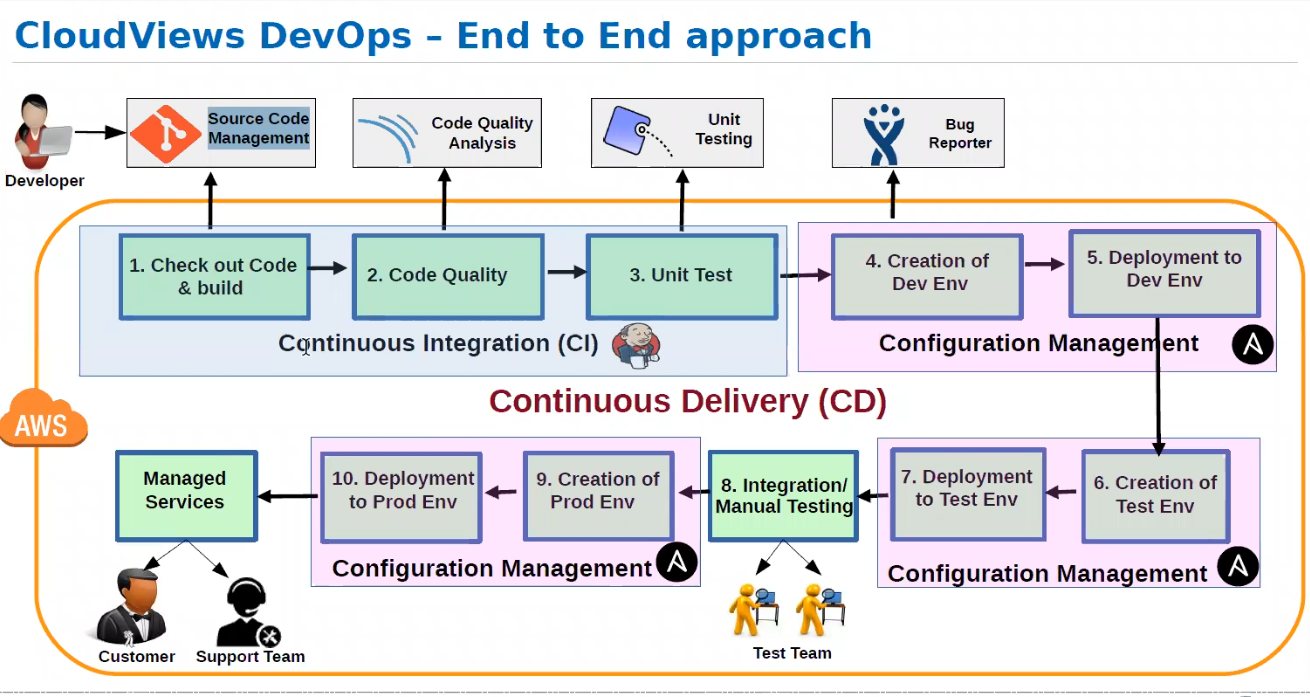 CloudViews DevOps – End to End approach
Source Code
Management
Code Quality
Analysis
Unit
Testing
Bug
Reporter
Developer
1. Check out Code
& build
2. Code Quality
3. Unit Test
4. Creation of
Dev Env
5. Deployment to
Dev Env
Continuous Integration (CI)
Configuration Management
Continuous Delivery (CD)
AWS
Managed
Services
10. Deployment
to Prod Env
9. Creation of
Prod Env
8. Integration/
Manual Testing
7. Deployment
to Test Env
6. Creation of
Test Env
Configuration Management
Configuration Management
Customer
Support Team
Test Team